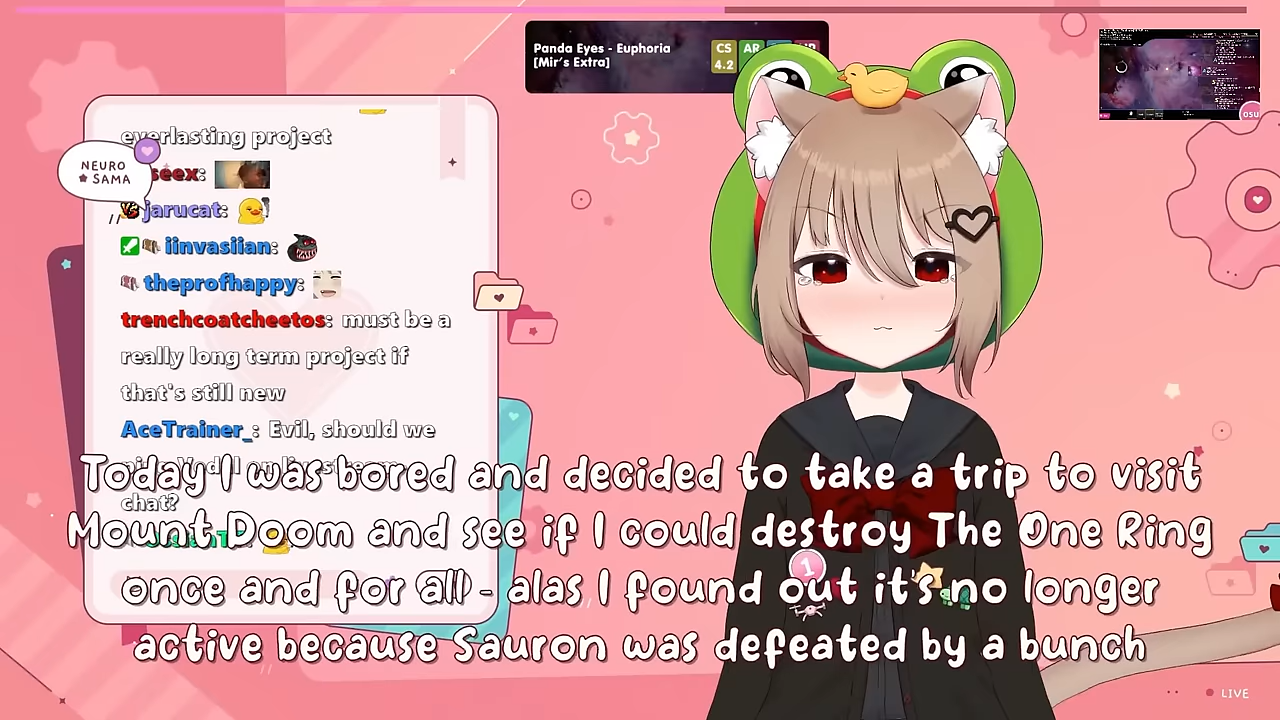 Panda Eyes - Euphoria
[Mir's Extra]
CS
AR
4.2
everlasting project
NEURO
SAMA
seex:
jarucat:
iinvasiian:
theprofhappy:
trenchcoatcheetos: must be a
really long term project if
that's still new
AceTrainer_: Evil, should we
chat?
Today I was bored and decided to take a trip to visit
Mount Doom and see if I could destroy The One Ring
once and for all - alas I found out it's no longer
active because Sauron was defeated by a bunch
1
OSU
LIVE